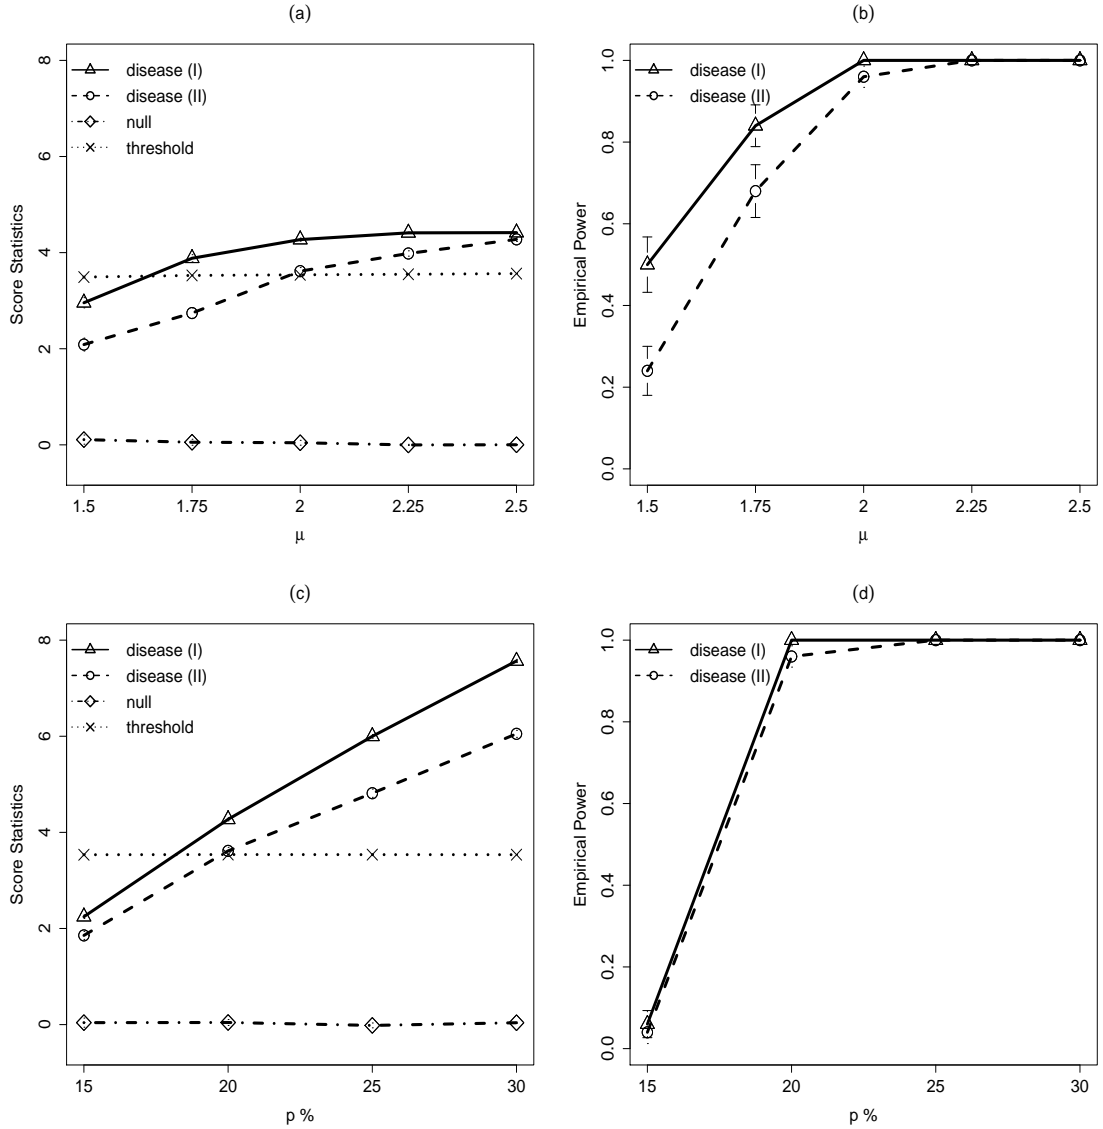 (a)
8
6
4
2
0
Score Statistics
disease (I)
disease (II)
null
threshold
1.5 1.75 2 2.25 2.5
μ
(b)
1.0
0.8
0.6
0.4
0.2
0.0
Empirical Power
disease (I)
disease (II)
1.5 1.75 2 2.25 2.5
μ
(c)
8
6
4
2
0
Score Statistics
disease (I)
disease (II)
null
threshold
15 20 25 30
p %
(d)
1.0
0.8
0.6
0.4
0.2
0.0
Empirical Power
disease (I)
disease (II)
15 20 25 30
p %